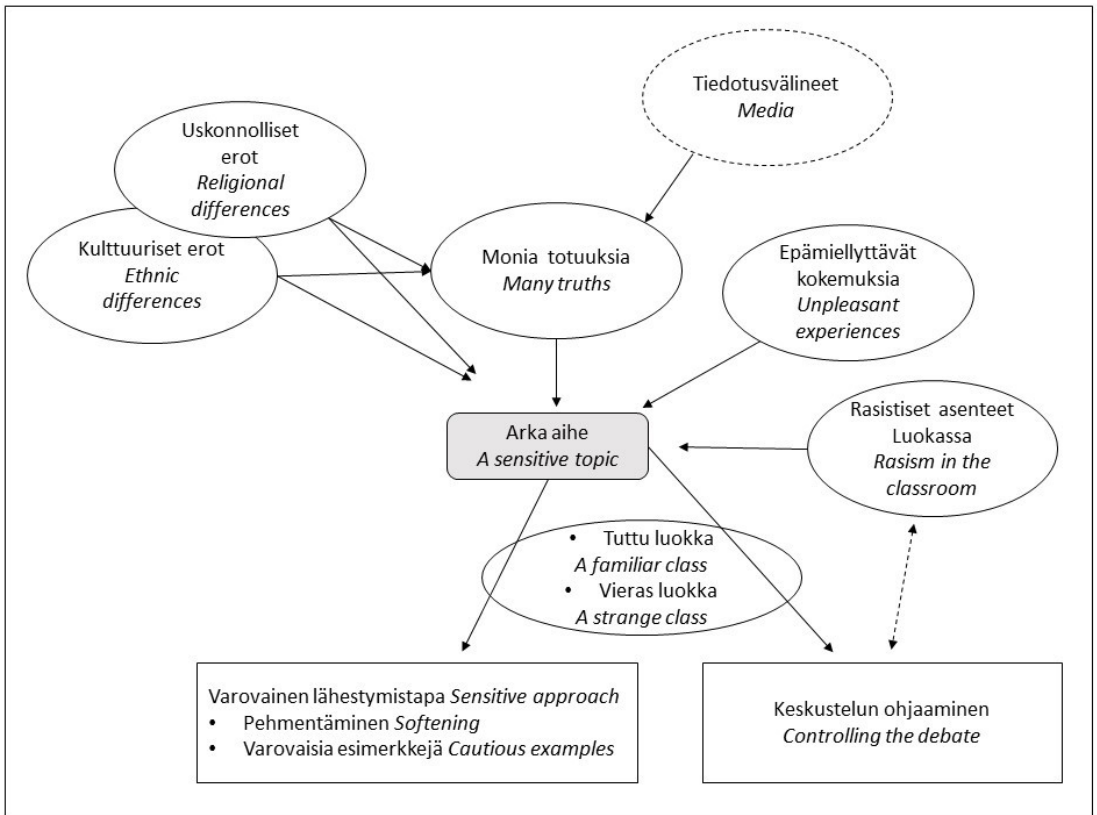 Tiedotusvälineet
Media
Uskonnolliset
erot
Religional
differences
Kulttuuriset erot
Ethnic
differences
Monia totuuksia
Many truths
Epämiellyttävät
kokemuksia
Unpleasant
experiences
Arka aihe
A sensitive topic
Rasistiset asenteet
Luokassa
Rasism in the
classroom
• Tuttu luokka
A familiar class
• Vieras luokka
A strange class
Varovainen lähestymistapa Sensitive approach
• Pehmentäminen Softening
• Varovaisia esimerkkejä Cautious examples
Keskustelun ohjaaminen
Controlling the debate